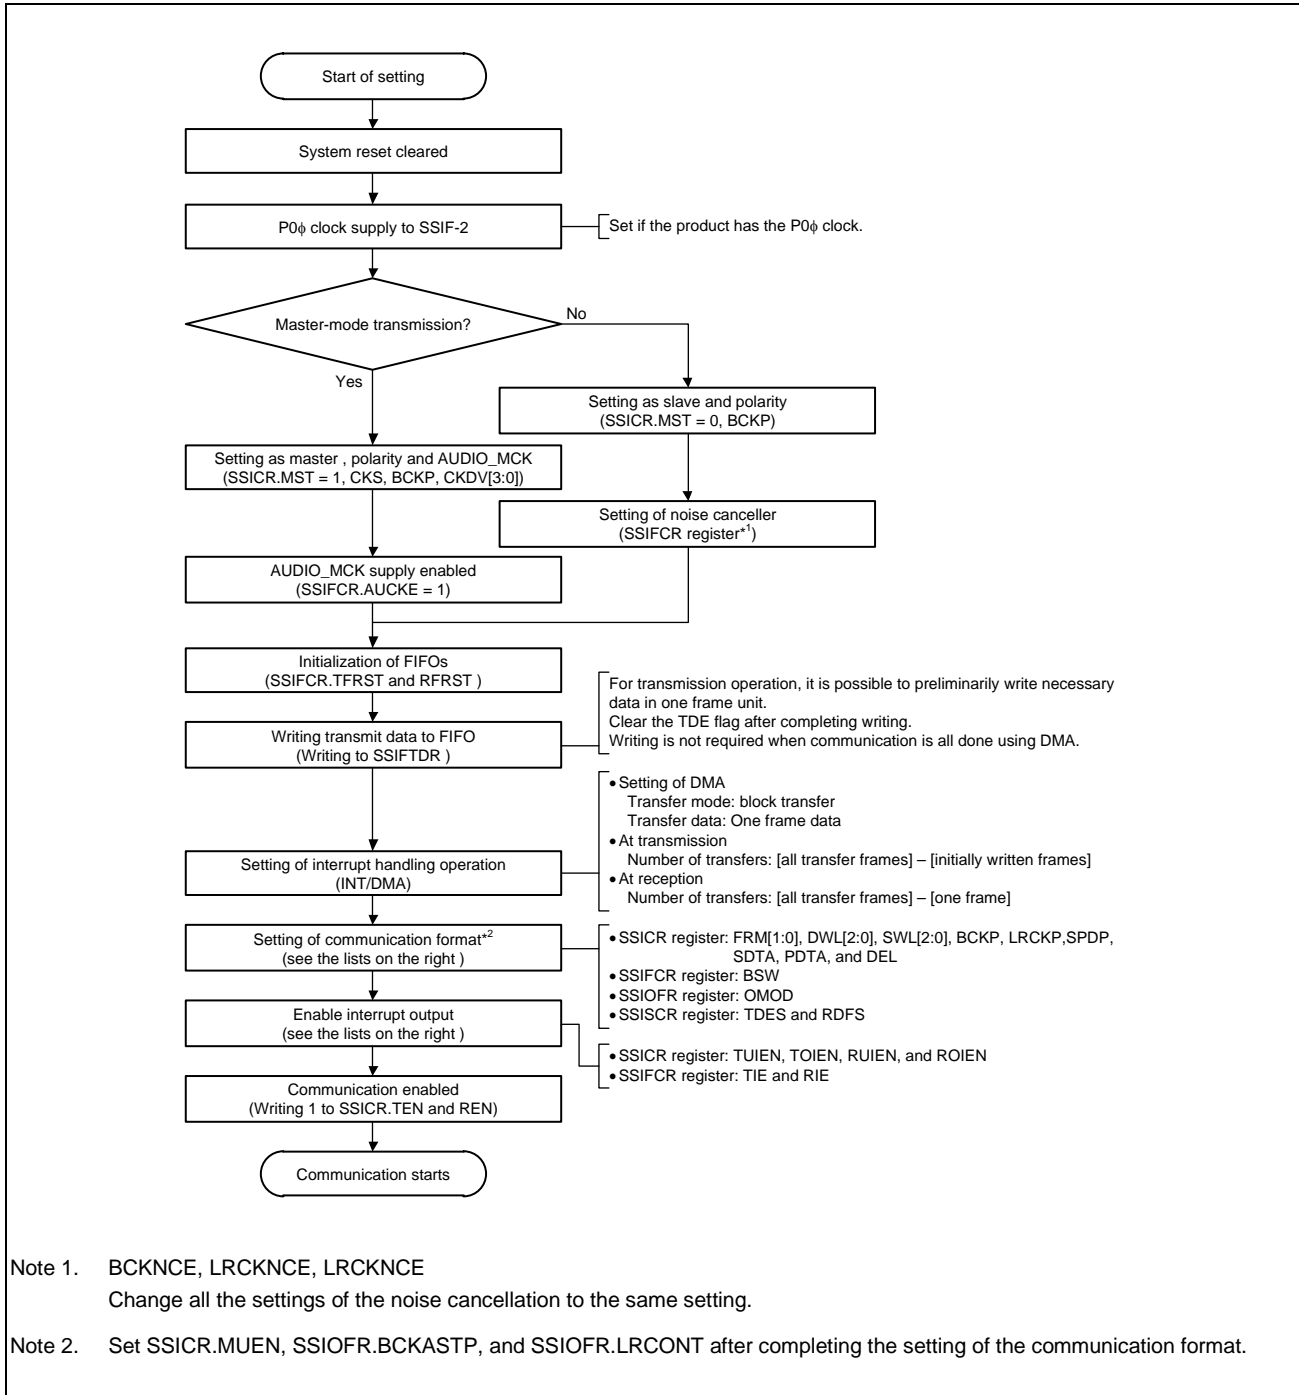 Start of setting
System reset cleared
P0ϕ clock supply to SSIF-2
Set if the product has the P0ϕ clock.
Master-mode transmission?
No
Yes
Setting as slave and polarity
(SSICR.MST = 0, BCKP)
Setting as master , polarity and AUDIO_MCK
(SSICR.MST = 1, CKS, BCKP, CKDV[3:0])
Setting of noise canceller
(SSIFCR register*1)
AUDIO_MCK supply enabled
(SSIFCR.AUCKE = 1)
Initialization of FIFOs
(SSIFCR.TFRST and RFRST )
For transmission operation, it is possible to preliminarily write necessary
data in one frame unit.
Clear the TDE flag after completing writing.
Writing is not required when communication is all done using DMA.
Writing transmit data to FIFO
(Writing to SSIFTDR )
• Setting of DMA
Transfer mode: block transfer
Transfer data: One frame data
• At transmission
Number of transfers: [all transfer frames] – [initially written frames]
• At reception
Number of transfers: [all transfer frames] – [one frame]
Setting of interrupt handling operation
(INT/DMA)
Setting of communication format*2
(see the lists on the right )
• SSICR register: FRM[1:0], DWL[2:0], SWL[2:0], BCKP, LRCKP,SPDP,
SDTA, PDTA, and DEL
• SSIFCR register: BSW
• SSIOFR register: OMOD
• SSISCR register: TDES and RDFS
Enable interrupt output
(see the lists on the right )
• SSICR register: TUIEN, TOIEN, RUIEN, and ROIEN
• SSIFCR register: TIE and RIE
Communication enabled
(Writing 1 to SSICR.TEN and REN)
Communication starts
Note 1. BCKNCE, LRCKNCE, LRCKNCE
Change all the settings of the noise cancellation to the same setting.
Note 2. Set SSICR.MUEN, SSIOFR.BCKASTP, and SSIOFR.LRCONT after completing the setting of the communication format.